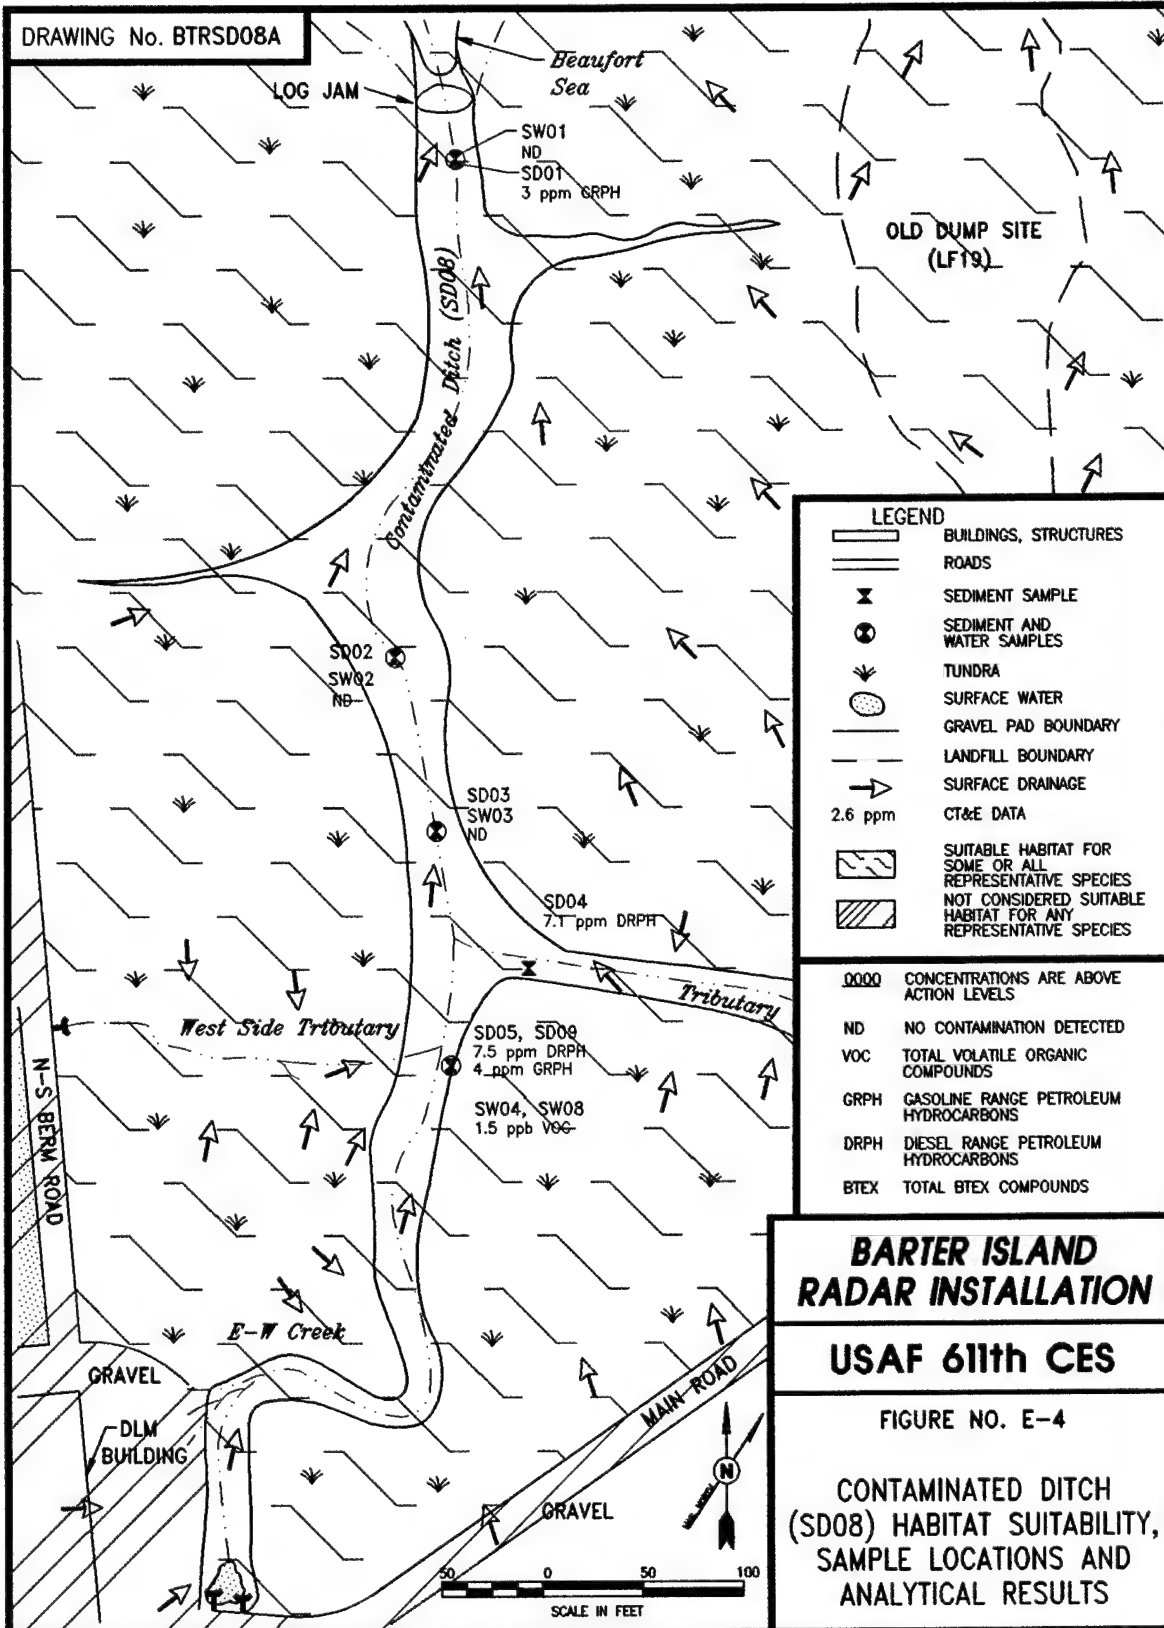 DRAWING No. BTRSD08A
Beaufort
Sea
LOG JAM
SW01
ND
SD01
3 ppm GRPH
OLD DUMP SITE
(LF19)
Contaminated Ditch (SD08)
SD02
SW02
ND
SD03
SW03
ND
SD04
7.1 ppm DRPH
Tributary
West Side Tributary
SD05, SD09
7.5 ppm DRPH
4 ppm GRPH
SW04, SW08
1.5 ppb VOC
N-S BERM ROAD
E-W Creek
GRAVEL
DLM
BUILDING
MAIN ROAD
GRAVEL
N
50 0 50 100
SCALE IN FEET
LEGEND
BUILDINGS, STRUCTURES
ROADS
SEDIMENT SAMPLE
SEDIMENT AND
WATER SAMPLES
TUNDRA
SURFACE WATER
GRAVEL PAD BOUNDARY
LANDFILL BOUNDARY
SURFACE DRAINAGE
2.6 ppm CT&E DATA
SUITABLE HABITAT FOR
SOME OR ALL
REPRESENTATIVE SPECIES
NOT CONSIDERED SUITABLE
HABITAT FOR ANY
REPRESENTATIVE SPECIES
0000 CONCENTRATIONS ARE ABOVE
ACTION LEVELS
ND NO CONTAMINATION DETECTED
VOC TOTAL VOLATILE ORGANIC
COMPOUNDS
GRPH GASOLINE RANGE PETROLEUM
HYDROCARBONS
DRPH DIESEL RANGE PETROLEUM
HYDROCARBONS
BTEX TOTAL BTEX COMPOUNDS
BARTER ISLAND
RADAR INSTALLATION
USAF 611th CES
FIGURE NO. E-4
CONTAMINATED DITCH
(SD08) HABITAT SUITABILITY,
SAMPLE LOCATIONS AND
ANALYTICAL RESULTS